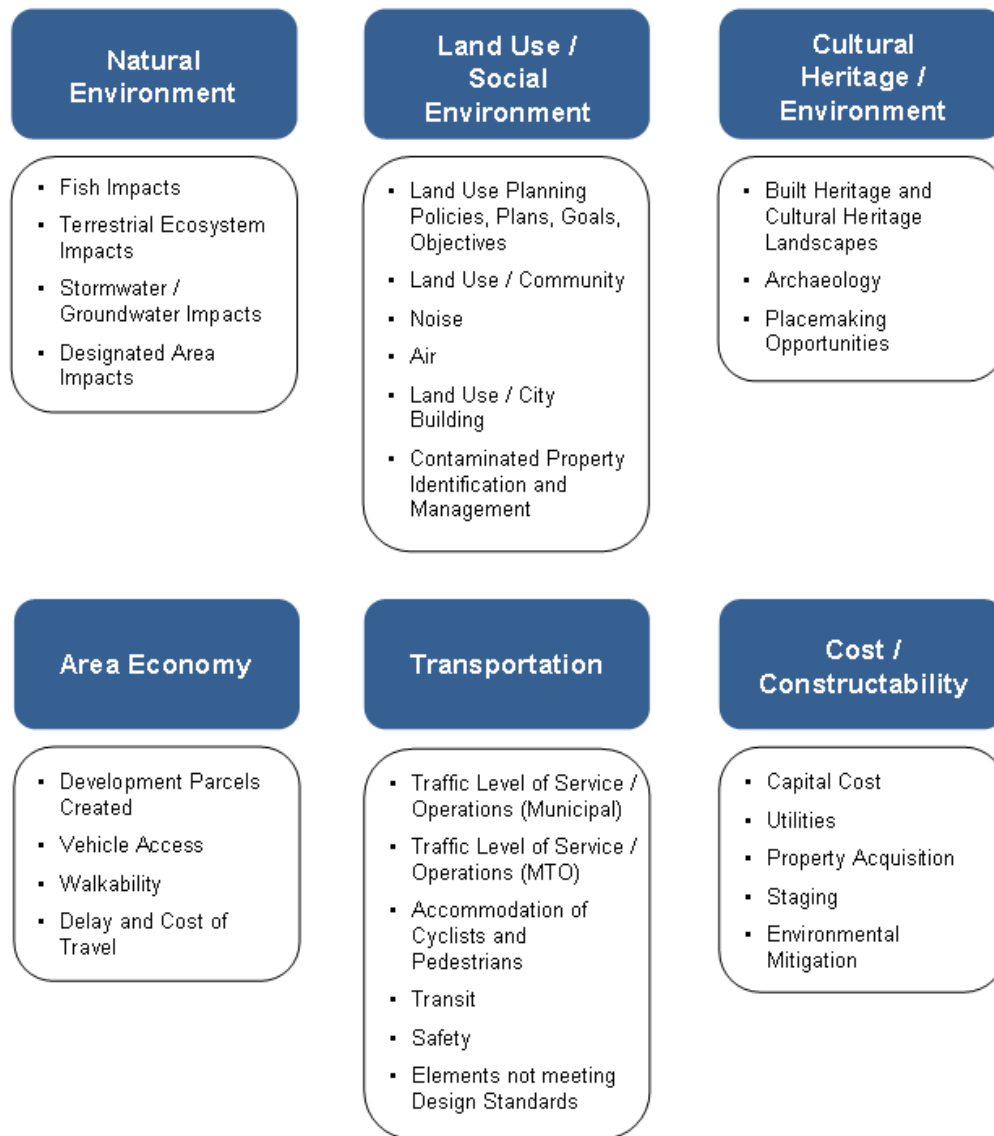 Natural
Environment
▪ Fish Impacts
▪ Terrestrial Ecosystem
Impacts
▪ Stormwater /
Groundwater Impacts
▪ Designated Area
Impacts
Land Use /
Social
Environment
▪ Land Use Planning
Policies, Plans, Goals,
Objectives
▪ Land Use / Community
▪ Noise
▪ Air
▪ Land Use / City
Building
▪ Contaminated Property
Identification and
Management
Cultural
Heritage /
Environment
▪ Built Heritage and
Cultural Heritage
Landscapes
▪ Archaeology
▪ Placemaking
Opportunities
Area Economy
▪ Development Parcels
Created
▪ Vehicle Access
▪ Walkability
▪ Delay and Cost of
Travel
Transportation
▪ Traffic Level of Service /
Operations (Municipal)
▪ Traffic Level of Service /
Operations (MTO)
▪ Accommodation of
Cyclists and
Pedestrians
▪ Transit
▪ Safety
▪ Elements not meeting
Design Standards
Cost /
Constructability
▪ Capital Cost
▪ Utilities
▪ Property Acquisition
▪ Staging
▪ Environmental
Mitigation